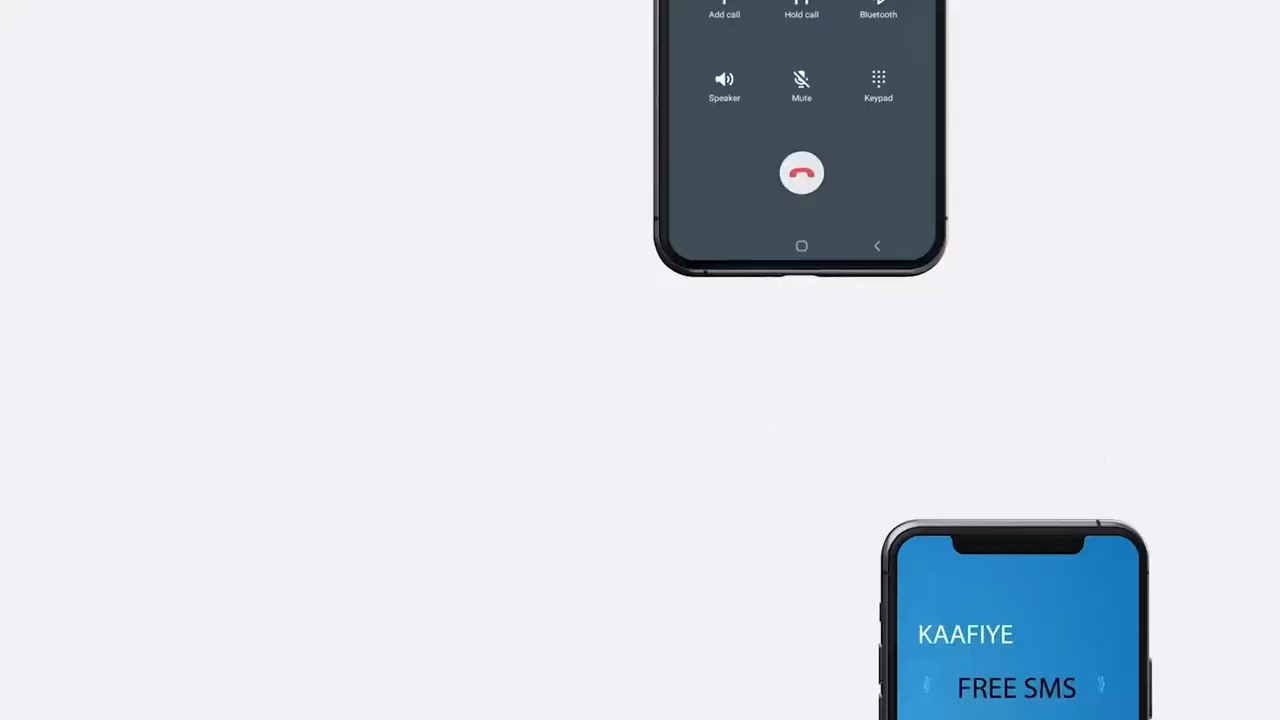 Add call Hold call Bluetooth
Speaker Mute Keypad
KAAFIYE
FREE SMS